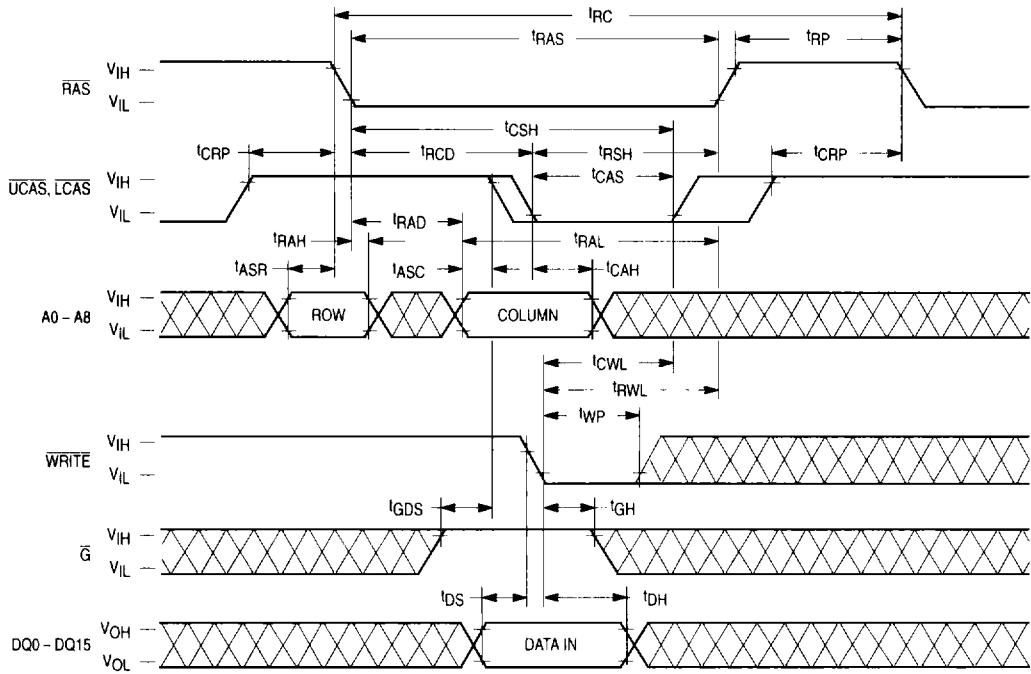 tRC
tRAS
tRP
RAS
VIH
VIL
tCSH
tCRP
tRCD
tRSH
tCRP
tCAS
UCAS, LCAS
VIH
VIL
tRAD
tRAH
tRAL
tASR
tASC
tCAH
A0 – A8
VIH
VIL
ROW
COLUMN
tCWL
tRWL
tWP
WRITE
VIH
VIL
tGDS
tGH
G
VIH
VIL
tDS
tDH
DQ0 – DQ15
VOH
VOL
DATA IN